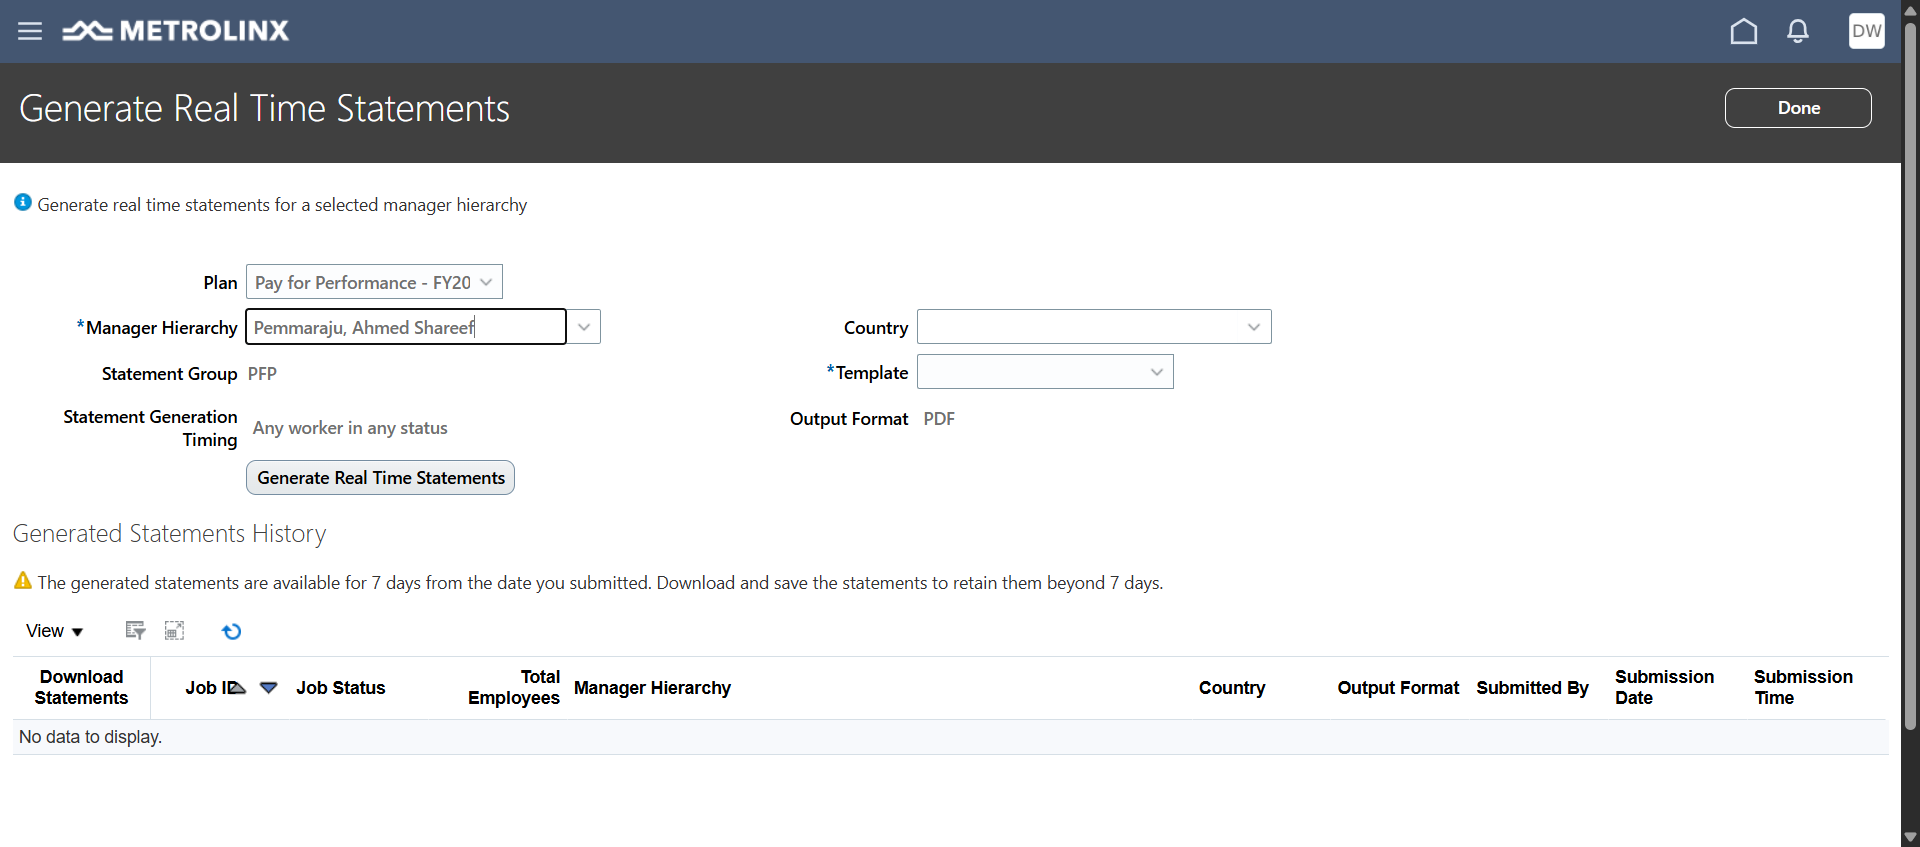 METROLINX
DW
Generate Real Time Statements
Done
Generate real time statements for a selected manager hierarchy
Plan
Pay for Performance - FY20
*Manager Hierarchy
Pemmaraju, Ahmed Shareef
Country
Statement Group
PFP
*Template
Statement Generation
Timing
Any worker in any status
Output Format
PDF
Generate Real Time Statements
Generated Statements History
The generated statements are available for 7 days from the date you submitted. Download and save the statements to retain them beyond 7 days.
View
Download
Statements
Job ID
Job Status
Total
Employees
Manager Hierarchy
Country
Output Format
Submitted By
Submission
Date
Submission
Time
No data to display.